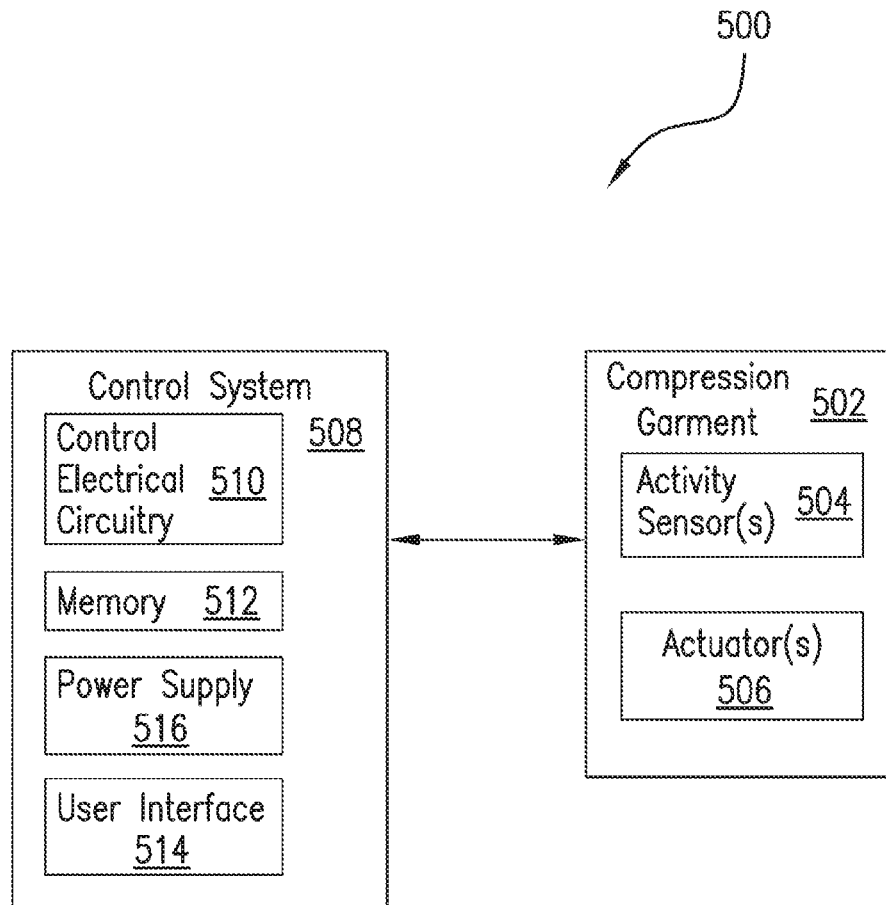 500
Control System
508
Control
Electrical 510
Circuitry
Memory 512
Power Supply
516
User Interface
514
Compression
Garment 502
Activity
Sensor(s) 504
Actuator(s)
506